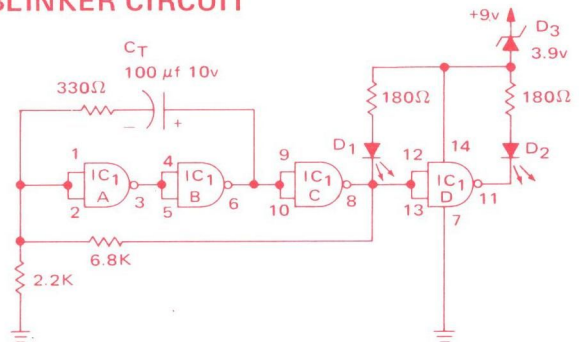 BLINKER CIRCUIT
+9v
D3
3.9v
CT
100 µf 10v
330Ω
− +
180Ω
180Ω
D1
D2
1
2
IC1
A
3
4
5
IC1
B
6
9
10
IC1
C
8
12
13
IC1
D
14
7
11
6.8K
2.2K